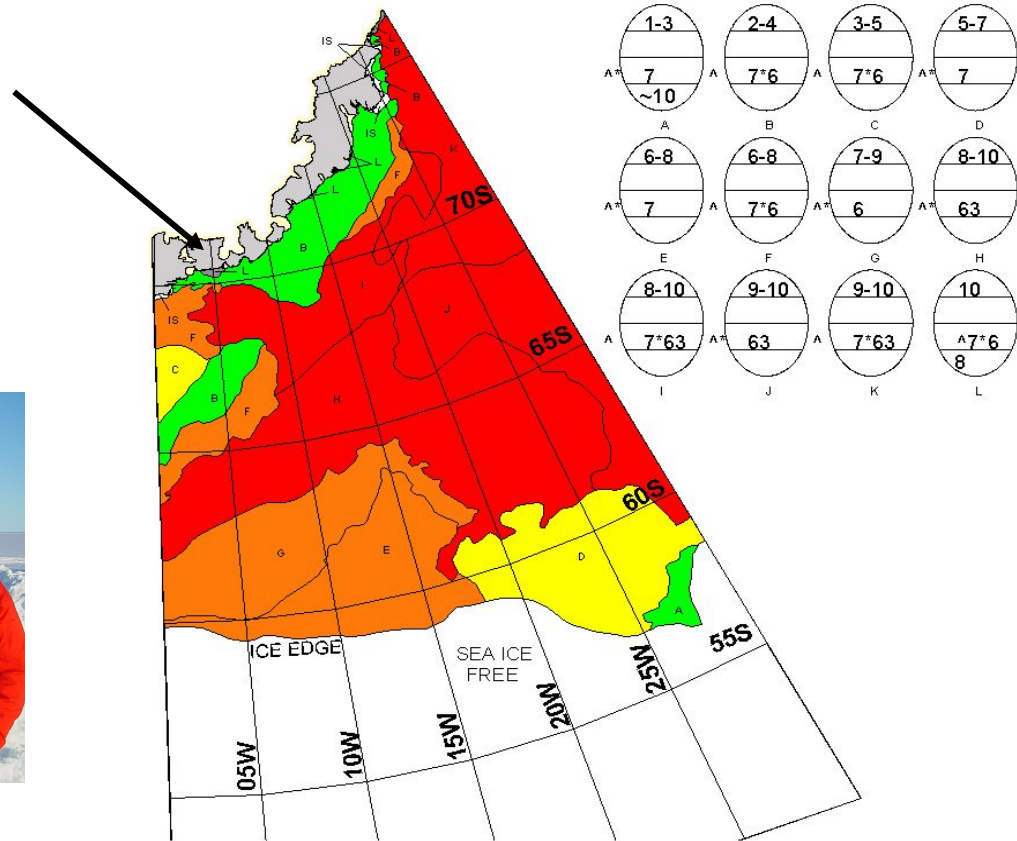 1-3
^* 7
~10
A
2-4
^ 7*6
B
3-5
^ 7*6
C
5-7
^* 7
D
6-8
^* 7
E
6-8
^ 7*6
F
7-9
^ 6
G
8-10
^* 63
H
8-10
^ 7*63
I
9-10
^* 63
J
9-10
^ 7*63
K
10
^7*6
8
L
IS
L
B
B
IS
K
L
F
L
70S
B
L
I
IS
F
J
65S
C
B
F
H
60S
G
E
D
A
ICE EDGE
SEA ICE
FREE
55S
25W
20W
15W
10W
05W